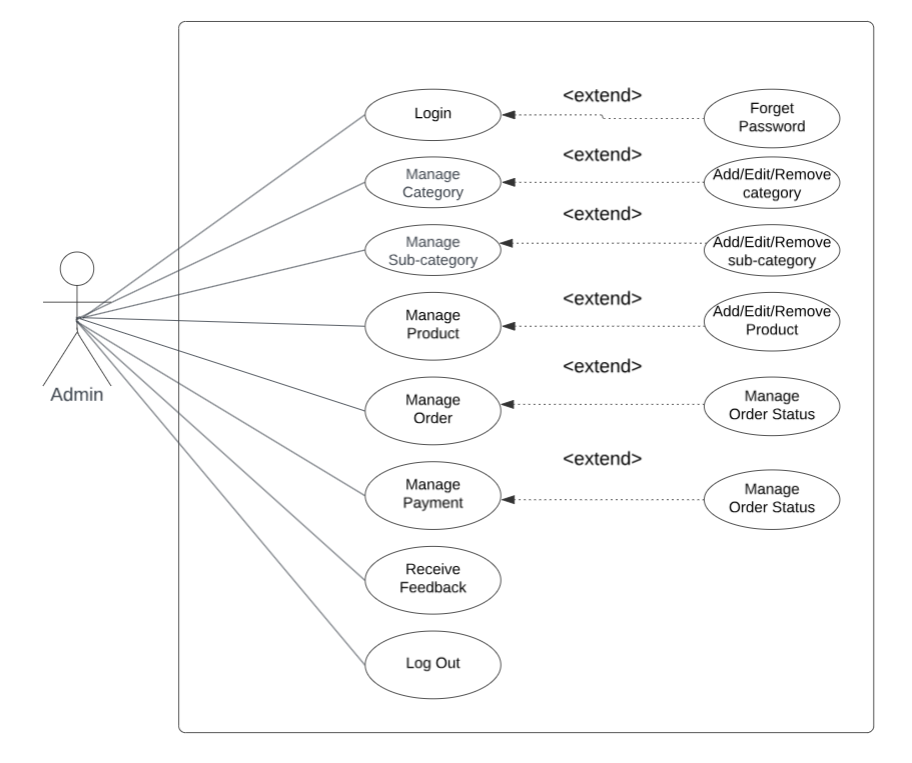 <extend>
Login
Forget
Password
<extend>
Manage
Category
Add/Edit/Remove
category
<extend>
Manage
Sub-category
Add/Edit/Remove
sub-category
<extend>
Manage
Product
Add/Edit/Remove
Product
<extend>
Manage
Order
Manage
Order Status
<extend>
Manage
Payment
Manage
Order Status
Receive
Feedback
Log Out
Admin